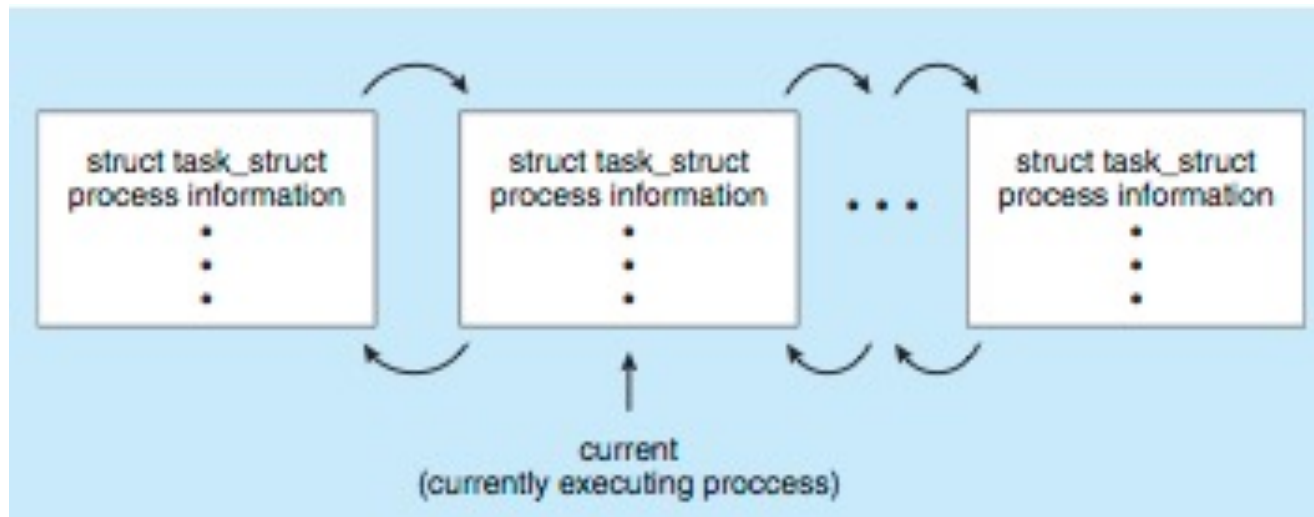 struct task_struct
process information
struct task_struct
process information
struct task_struct
process information
current
(currently executing proccess)